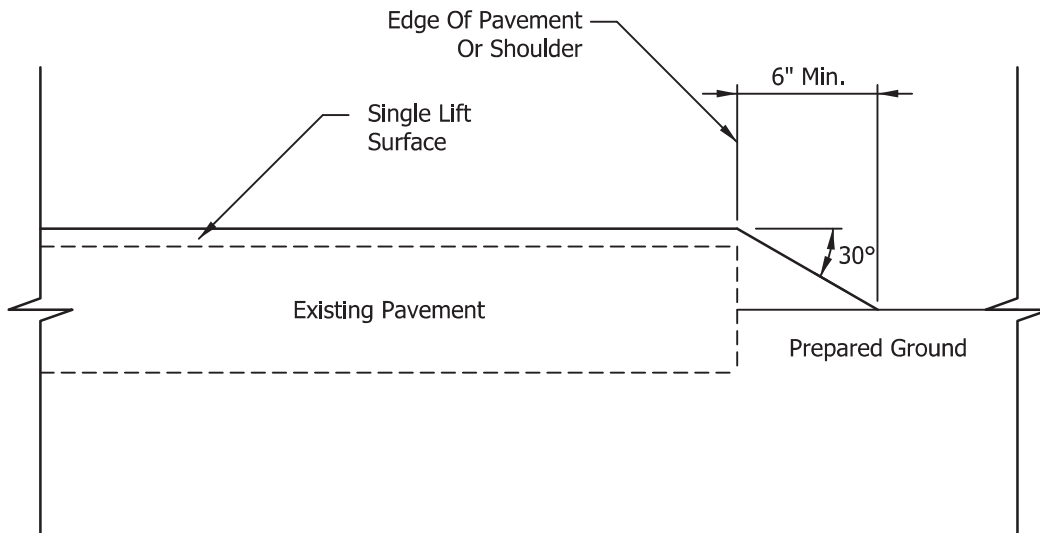 Edge Of Pavement
Or Shoulder
6" Min.
Single Lift
Surface
30°
Existing Pavement
Prepared Ground